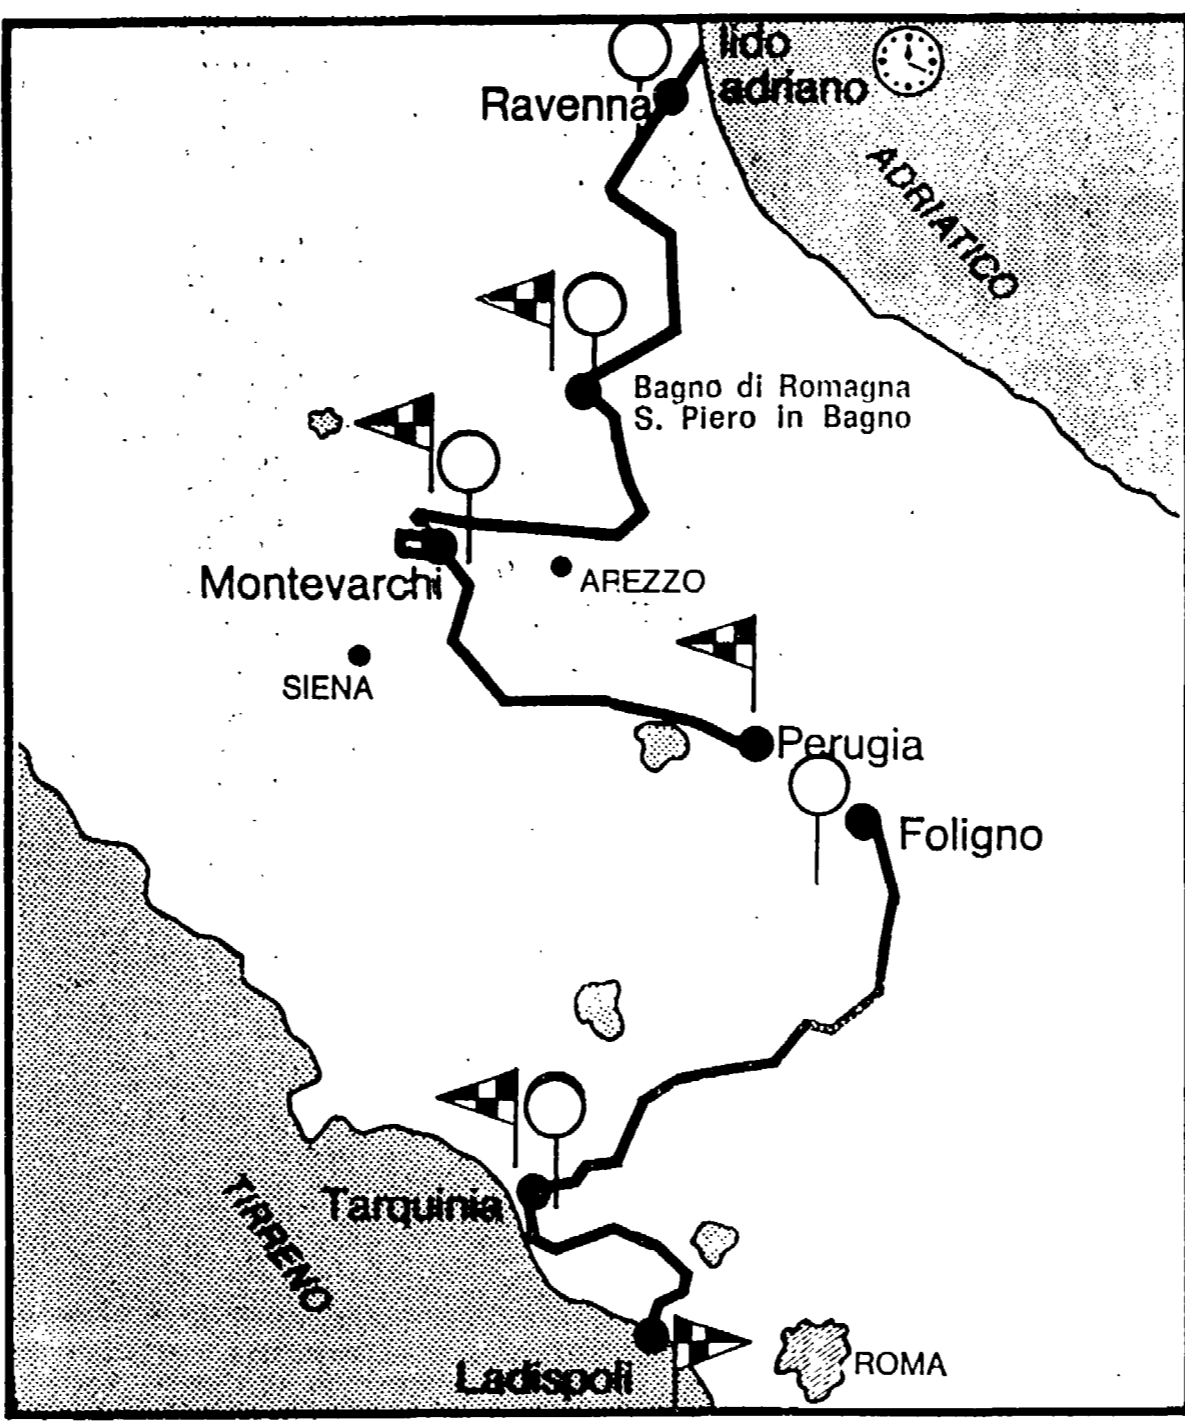 lido
adriano
Ravenna
ADRIATICO
Bagno di Romagna
S. Piero in Bagno
Montevarchi
AREZZO
SIENA
Perugia
Foligno
TIRRENO
Tarquinia
Ladispoli
ROMA